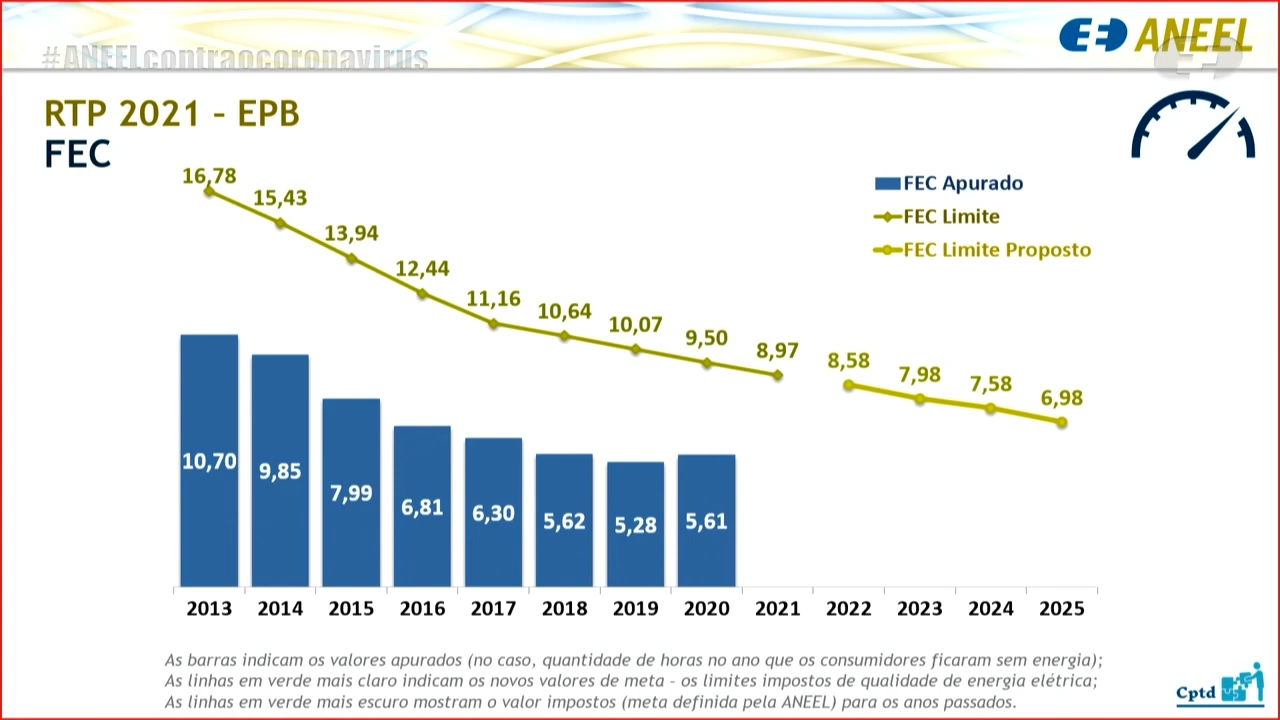 #ANEELcontraocoronavirus
ANEEL
RTP 2021 – EPB
FEC
16,78
15,43
13,94
12,44
11,16
10,64
10,07
9,50
8,97
8,58
7,98
7,58
6,98
FEC Apurado
FEC Limite
FEC Limite Proposto
10,70
9,85
7,99
6,81
6,30
5,62
5,28
5,61
2013 2014 2015 2016 2017 2018 2019 2020 2021 2022 2023 2024 2025
As barras indicam os valores apurados (no caso, quantidade de horas no ano que os consumidores ficaram sem energia);
As linhas em verde mais claro indicam os novos valores de meta – os limites impostos de qualidade de energia elétrica;
As linhas em verde mais escuro mostram o valor impostos (meta definida pela ANEEL) para os anos passados.
Cptd